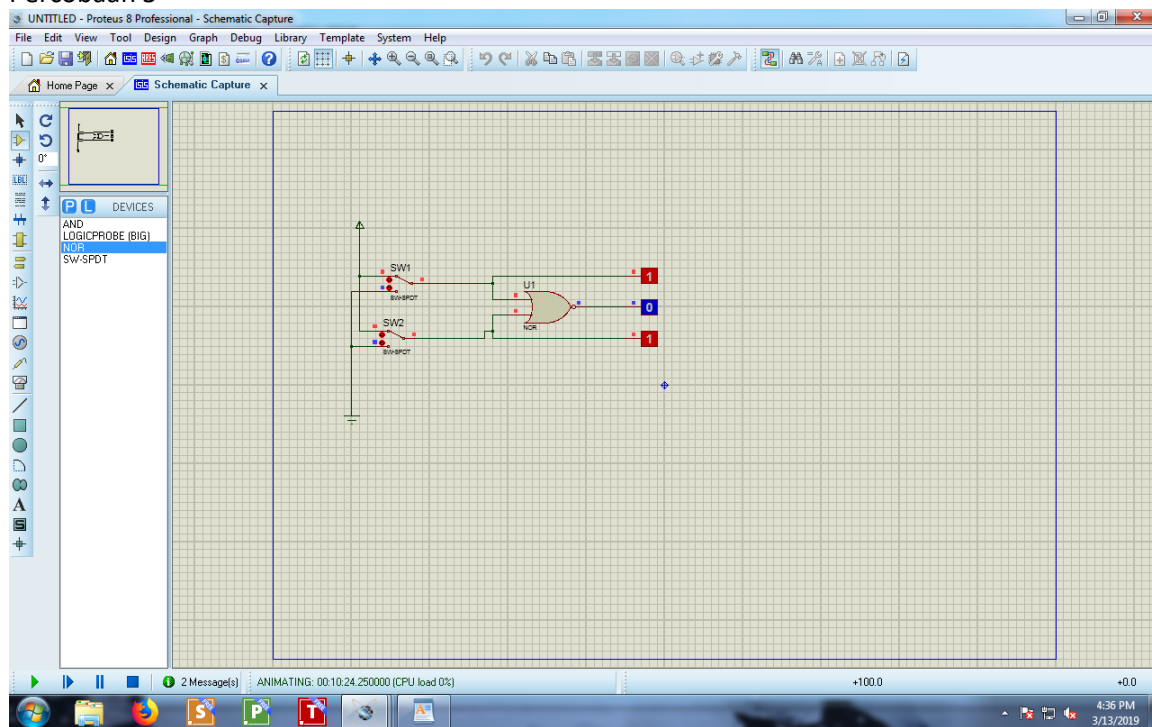 Percobaan 3
UNTITLED - Proteus 8 Professional - Schematic Capture
File Edit View Tool Design Graph Debug Library Template System Help
Home Page x Schematic Capture x
0°
LBL
P L DEVICES
AND
LOGICPROBE (BIG)
NOR
SW-SPDT
SW1
SW-SPDT
SW2
SW-SPDT
U1
NOR
1
0
1
A
S
2 Message(s) ANIMATING: 00:10:24.250000 (CPU load 0%) +100.0 +0.0
S P T A
4:36 PM
3/13/2019